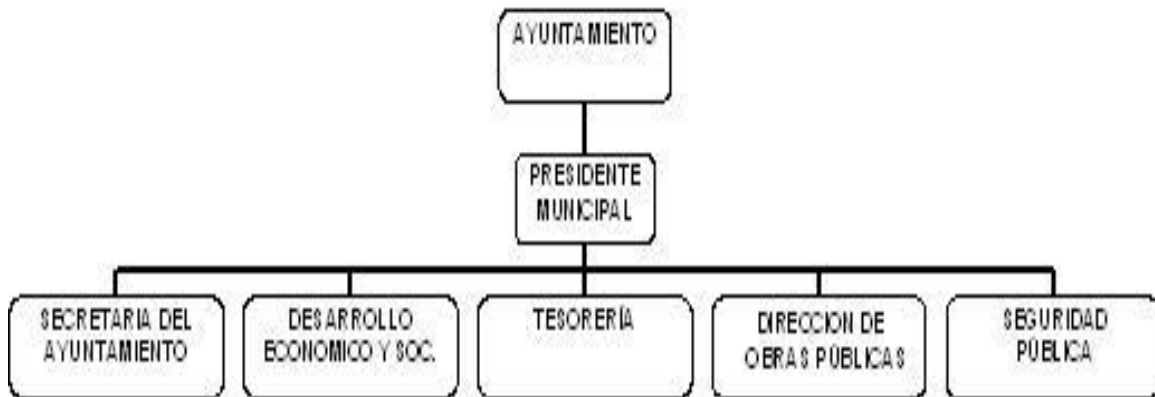 AYUNTAMIENTO
PRESIDENTE
MUNICIPAL
SECRETARIA DEL
AYUNTAMIENTO
DESARROLLO
ECONOMICO Y SOC.
TESORERÍA
DIRECCION DE
OBRAS PÚBLICAS
SEGURIDAD
PÚBLICA